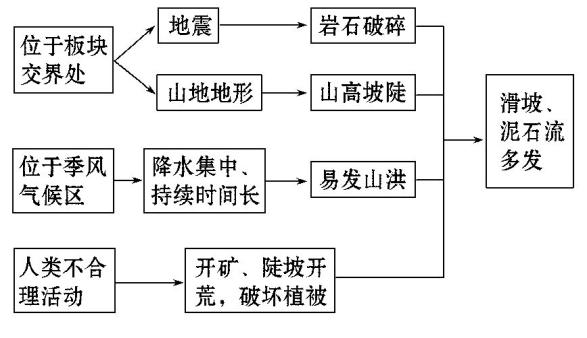 位于板块
交界处
地震
岩石破碎
山地地形
山高坡陡
位于季风
气候区
降水集中、
持续时间长
易发山洪
人类不合
理活动
开矿、陡坡开
荒，破坏植被
滑坡、
泥石流
多发